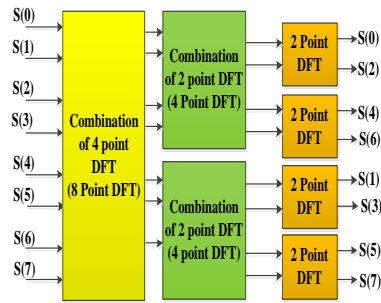 S(0)
S(1)
S(2)
S(3)
S(4)
S(5)
S(6)
S(7)
Combination
of 4 point
DFT
(8 Point DFT)
Combination
of 2 point DFT
(4 Point DFT)
Combination
of 2 point DFT
(4 point DFT)
2 Point
DFT
2 Point
DFT
2 Point
DFT
2 Point
DFT
S(0)
S(2)
S(4)
S(6)
S(1)
S(3)
S(5)
S(7)